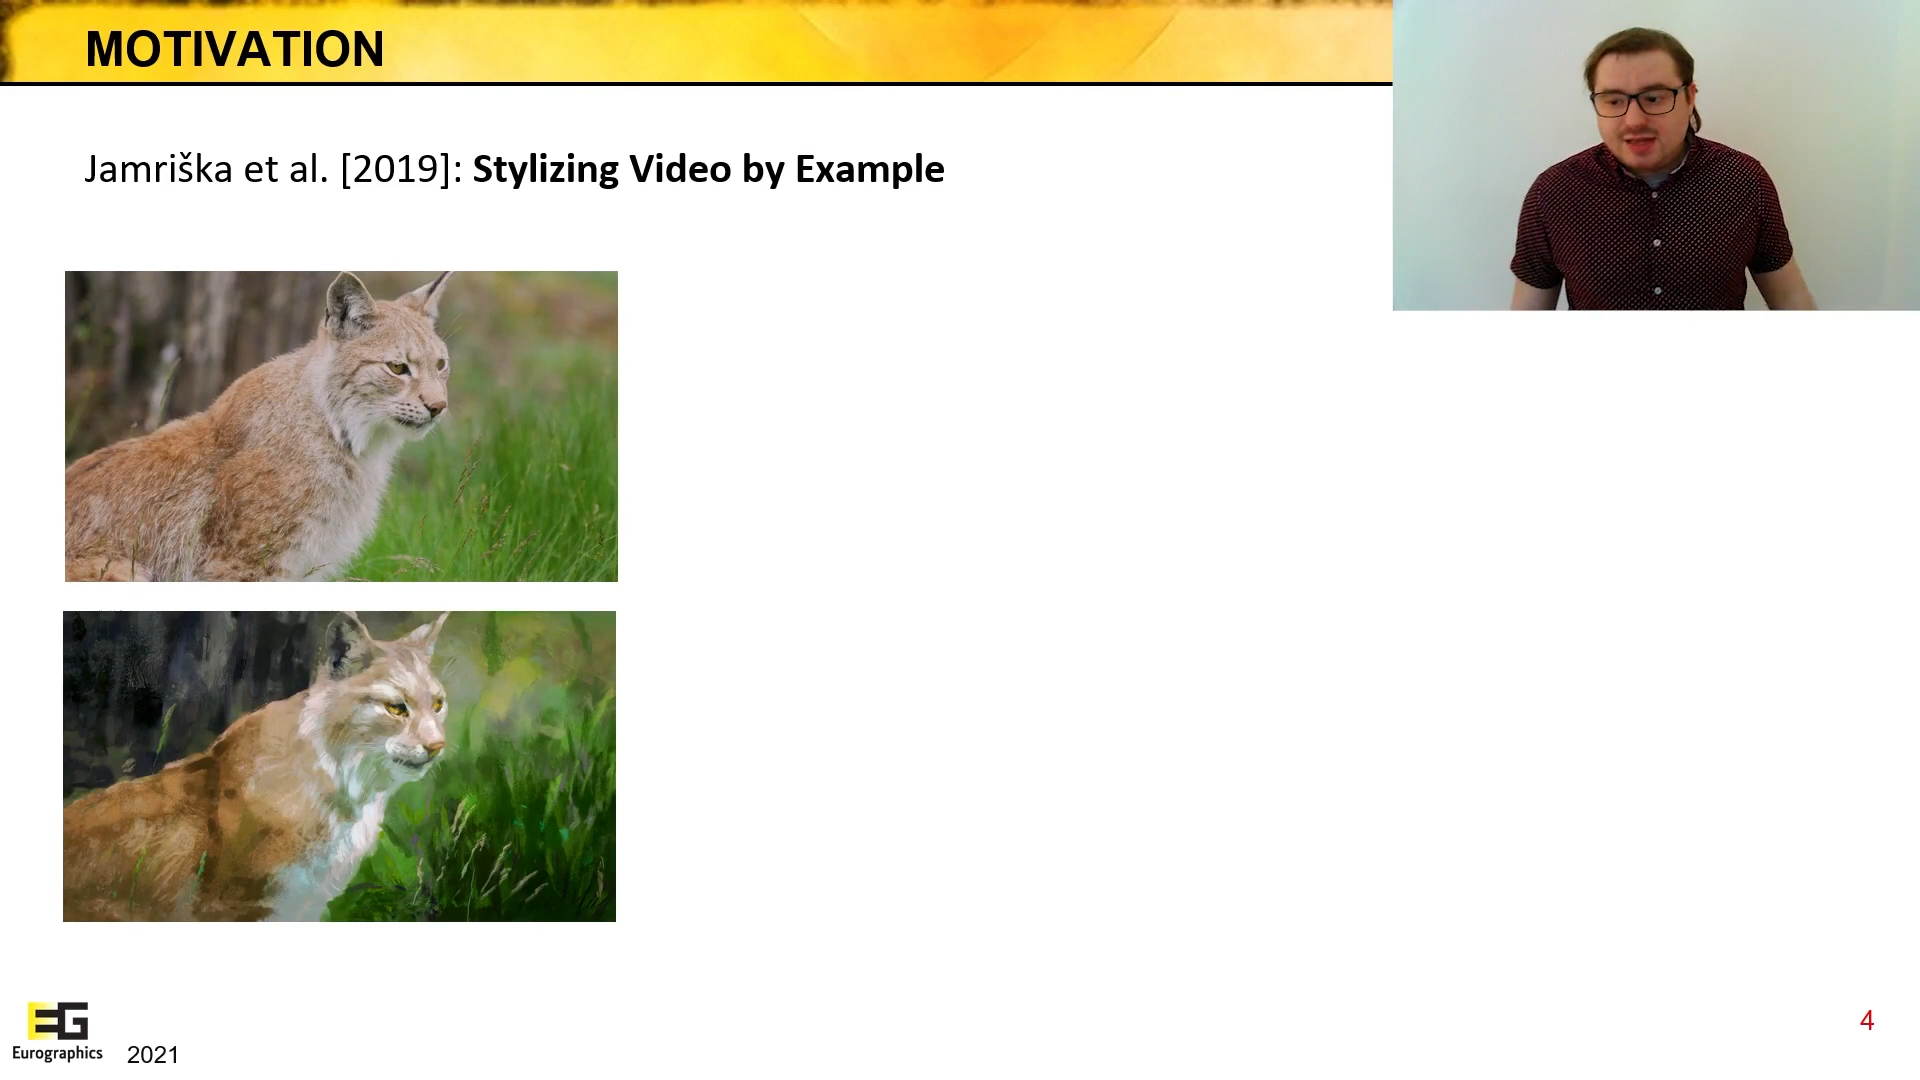 MOTIVATION
Jamriška et al. [2019]: Stylizing Video by Example
EG
Eurographics
2021
4